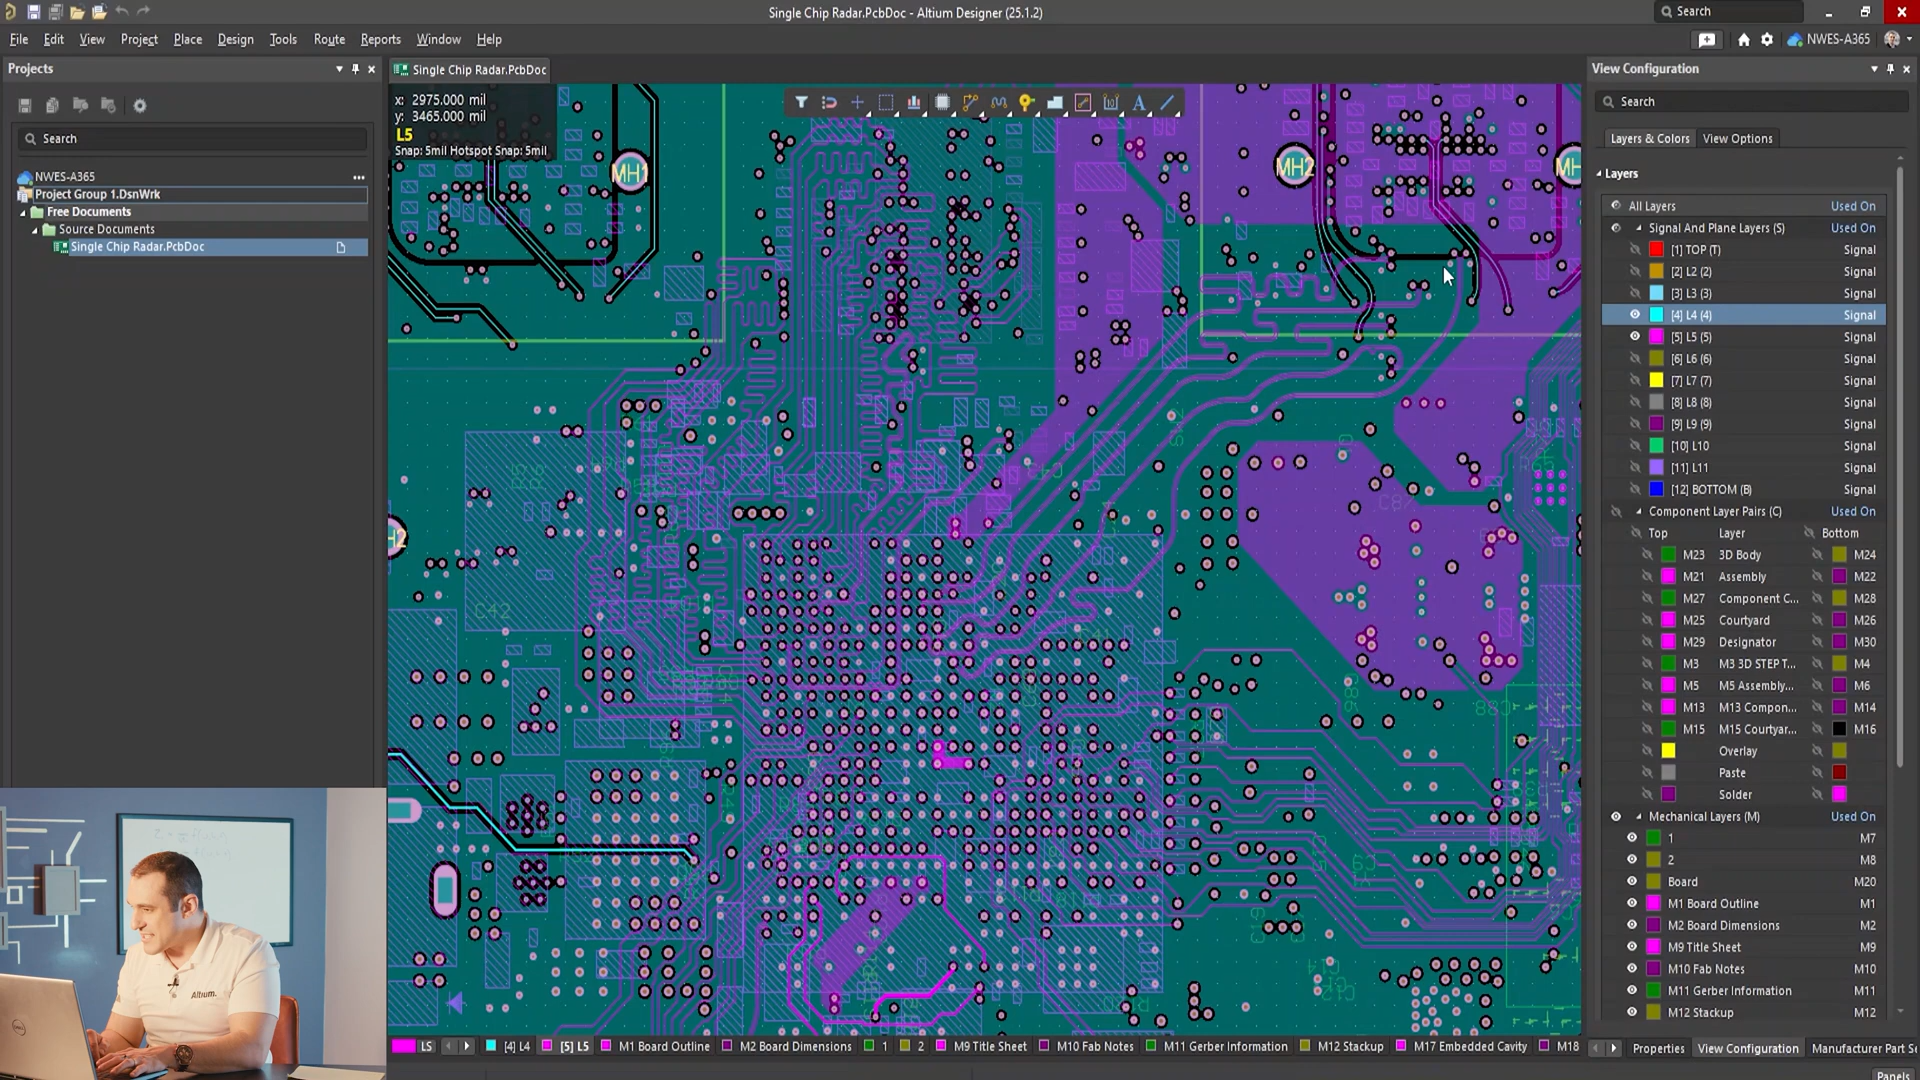 Single Chip Radar.PcbDoc - Altium Designer (25.1.2)
Search
File Edit View Project Place Design Tools Route Reports Window Help
NWES-A365
Projects
Search
NWES-A365
Project Group 1.DsnWrk
Free Documents
Source Documents
Single Chip Radar.PcbDoc
Single Chip Radar.PcbDoc
x: 2975.000 mil
y: 3465.000 mil
L5
Snap: 5mil Hotspot Snap: 5mil
MH1
MH2
MH
H2
C42
Altium.
View Configuration
Search
Layers & Colors View Options
Layers
All Layers Used On
Signal And Plane Layers (S) Used On
[1] TOP (T) Signal
[2] L2 (2) Signal
[3] L3 (3) Signal
[4] L4 (4) Signal
[5] L5 (5) Signal
[6] L6 (6) Signal
[7] L7 (7) Signal
[8] L8 (8) Signal
[9] L9 (9) Signal
[10] L10 Signal
[11] L11 Signal
[12] BOTTOM (B) Signal
Component Layer Pairs (C) Used On
Top Layer Bottom
M23 3D Body M24
M21 Assembly M22
M27 Component C... M28
M25 Courtyard M26
M29 Designator M30
M3 M3 3D STEP T... M4
M5 M5 Assembly... M6
M13 M13 Compon... M14
M15 M15 Courtyar... M16
Overlay
Paste
Solder
Mechanical Layers (M) Used On
1 M7
2 M8
Board M20
M1 Board Outline M1
M2 Board Dimensions M2
M9 Title Sheet M9
M10 Fab Notes M10
M11 Gerber Information M11
M12 Stackup M12
LS [4] L4 [5] L5 M1 Board Outline M2 Board Dimensions 1 2 M9 Title Sheet M10 Fab Notes M11 Gerber Information M12 Stackup M17 Embedded Cavity M18
Properties View Configuration Manufacturer Part Se
Panels